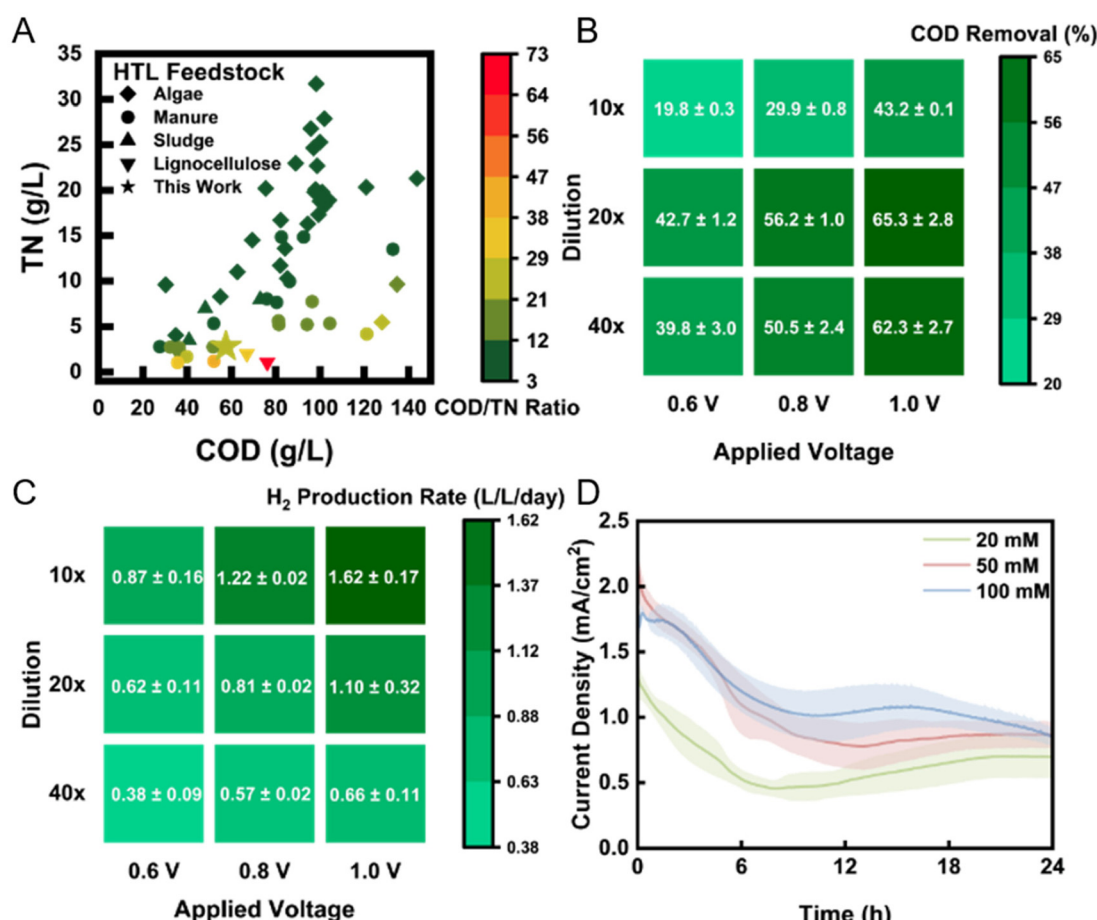 A
35
30
25
20
15
10
5
0
TN (g/L)
HTL Feedstock
Algae
Manure
Sludge
Lignocellulose
This Work
0 20 40 60 80 100 120 140
COD (g/L)
73
64
56
47
38
29
21
12
3
COD/TN Ratio
B
COD Removal (%)
10x 19.8 ± 0.3 29.9 ± 0.8 43.2 ± 0.1
20x 42.7 ± 1.2 56.2 ± 1.0 65.3 ± 2.8
40x 39.8 ± 3.0 50.5 ± 2.4 62.3 ± 2.7
Dilution
0.6 V 0.8 V 1.0 V
Applied Voltage
65
56
47
38
29
20
C
H₂ Production Rate (L/L/day)
10x 0.87 ± 0.16 1.22 ± 0.02 1.62 ± 0.17
20x 0.62 ± 0.11 0.81 ± 0.02 1.10 ± 0.32
40x 0.38 ± 0.09 0.57 ± 0.02 0.66 ± 0.11
Dilution
0.6 V 0.8 V 1.0 V
Applied Voltage
1.62
1.37
1.12
0.88
0.63
0.38
D
2.5
2.0
1.5
1.0
0.5
0.0
Current Density (mA/cm²)
20 mM
50 mM
100 mM
0 6 12 18 24
Time (h)